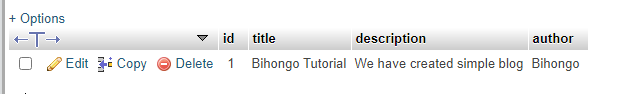 + Options
←T→ id title description author
Edit Copy Delete 1 Bihongo Tutorial We have created simple blog Bihongo